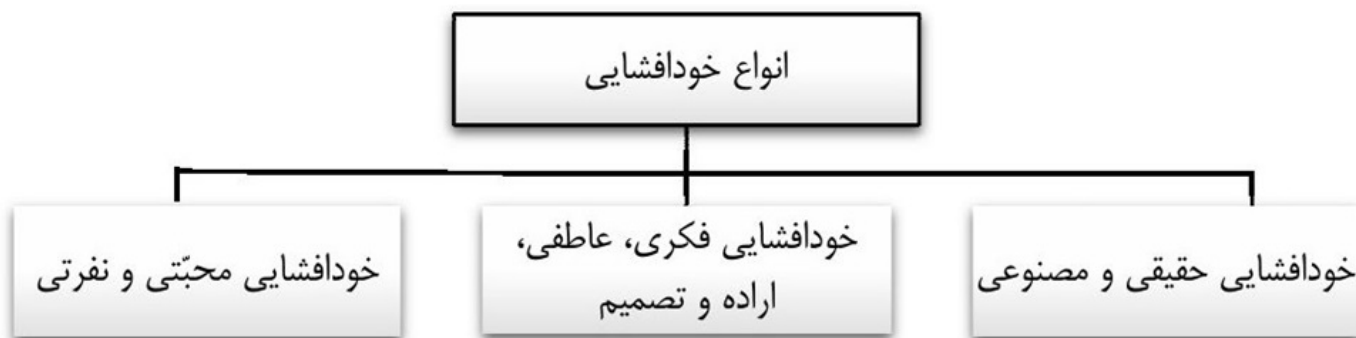 انواع خودافشایی
خودافشایی حقیقی و مصنوعی
خودافشایی فکری، عاطفی،
اراده و تصمیم
خودافشایی محبّتی و نفرتی